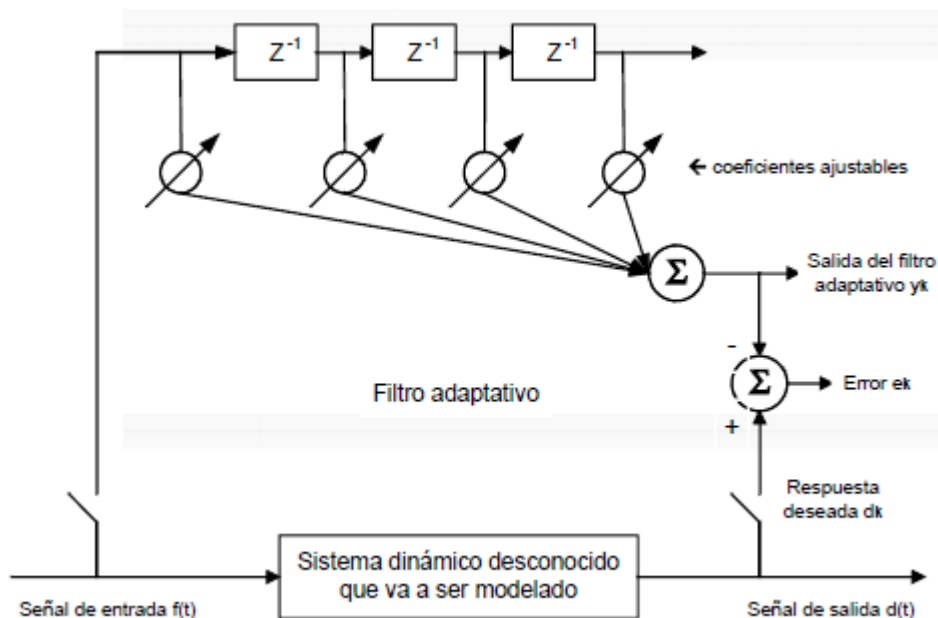 Z⁻¹
Z⁻¹
Z⁻¹
← coeficientes ajustables
Σ
Salida del filtro
adaptativo yk
-
Σ
Error ek
Filtro adaptativo
+
Respuesta
deseada dk
Sistema dinámico desconocido
que va a ser modelado
Señal de entrada f(t)
Señal de salida d(t)